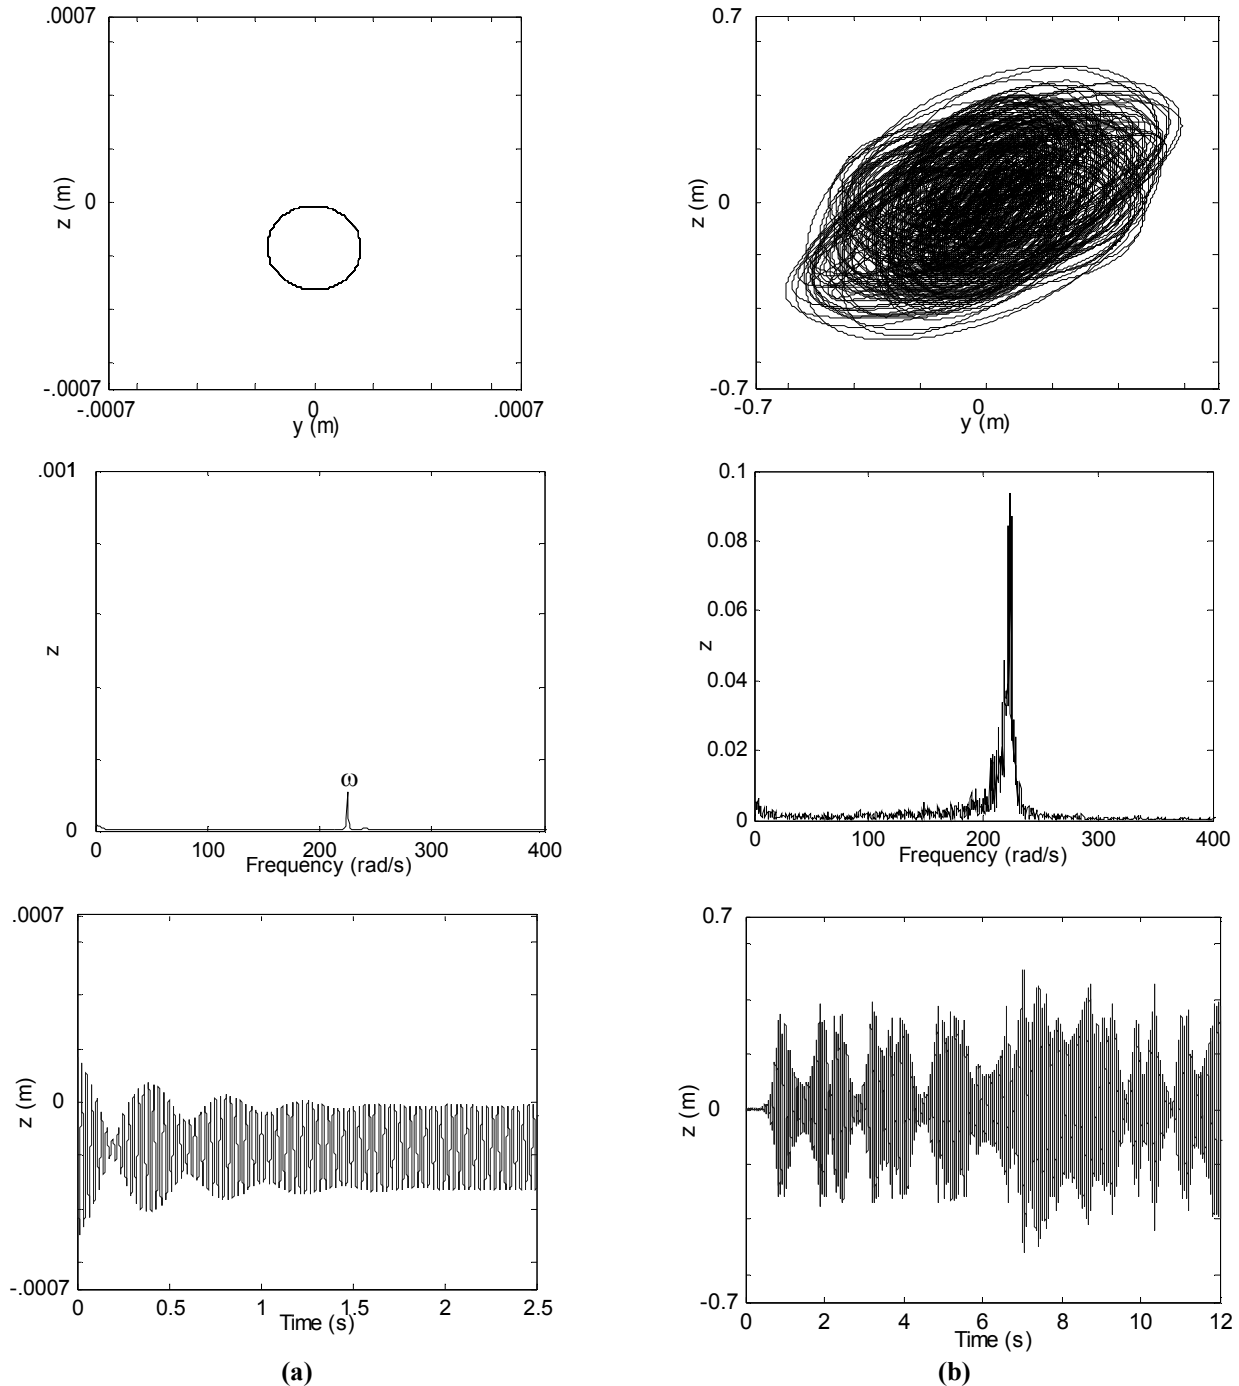 .0007
z (m)
0
-.0007
-.0007 0 .0007
y (m)
0.7
z (m)
0
-0.7
-0.7 0 0.7
y (m)
.001
z
0
ω
0 100 200 300 400
Frequency (rad/s)
0.1
0.08
0.06
z
0.04
0.02
0
0 100 200 300 400
Frequency (rad/s)
.0007
z (m)
0
-.0007
0 0.5 1 1.5 2 2.5
Time (s)
(a)
0.7
z (m)
0
-0.7
0 2 4 6 8 10 12
Time (s)
(b)